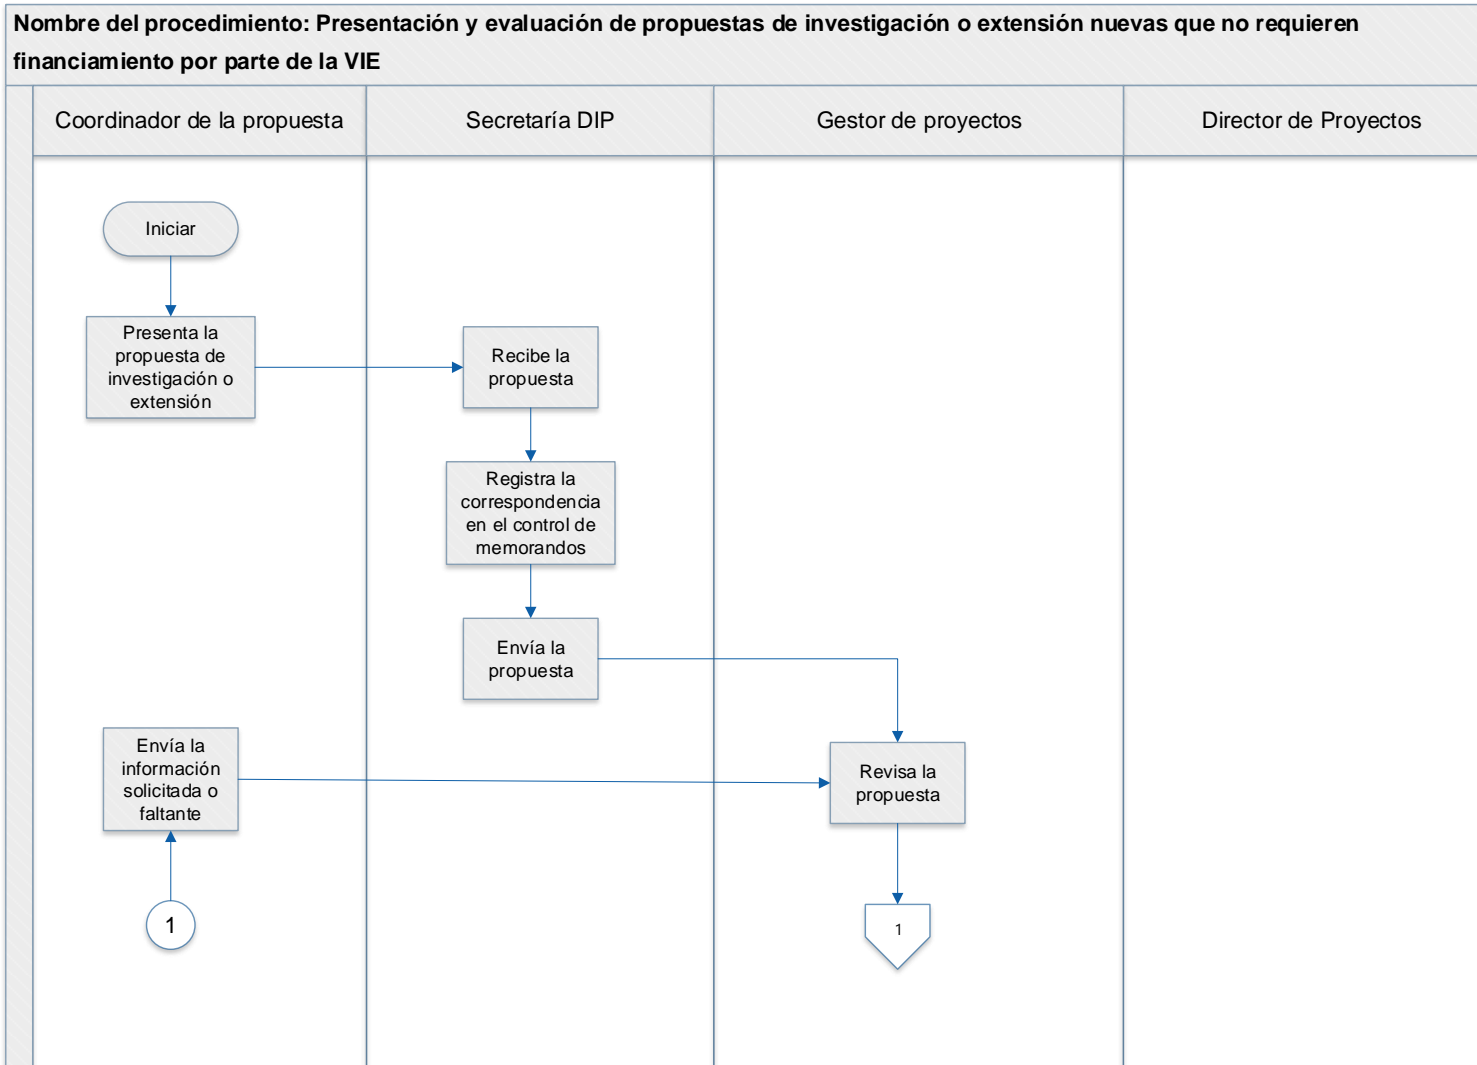 Nombre del procedimiento: Presentación y evaluación de propuestas de investigación o extensión nuevas que no requieren
financiamiento por parte de la VIE
Coordinador de la propuesta
Secretaría DIP
Gestor de proyectos
Director de Proyectos
Iniciar
Presenta la
propuesta de
investigación o
extensión
Recibe la
propuesta
Registra la
correspondencia
en el control de
memorandos
Envía la
propuesta
Envía la
información
solicitada o
faltante
Revisa la
propuesta
1
1